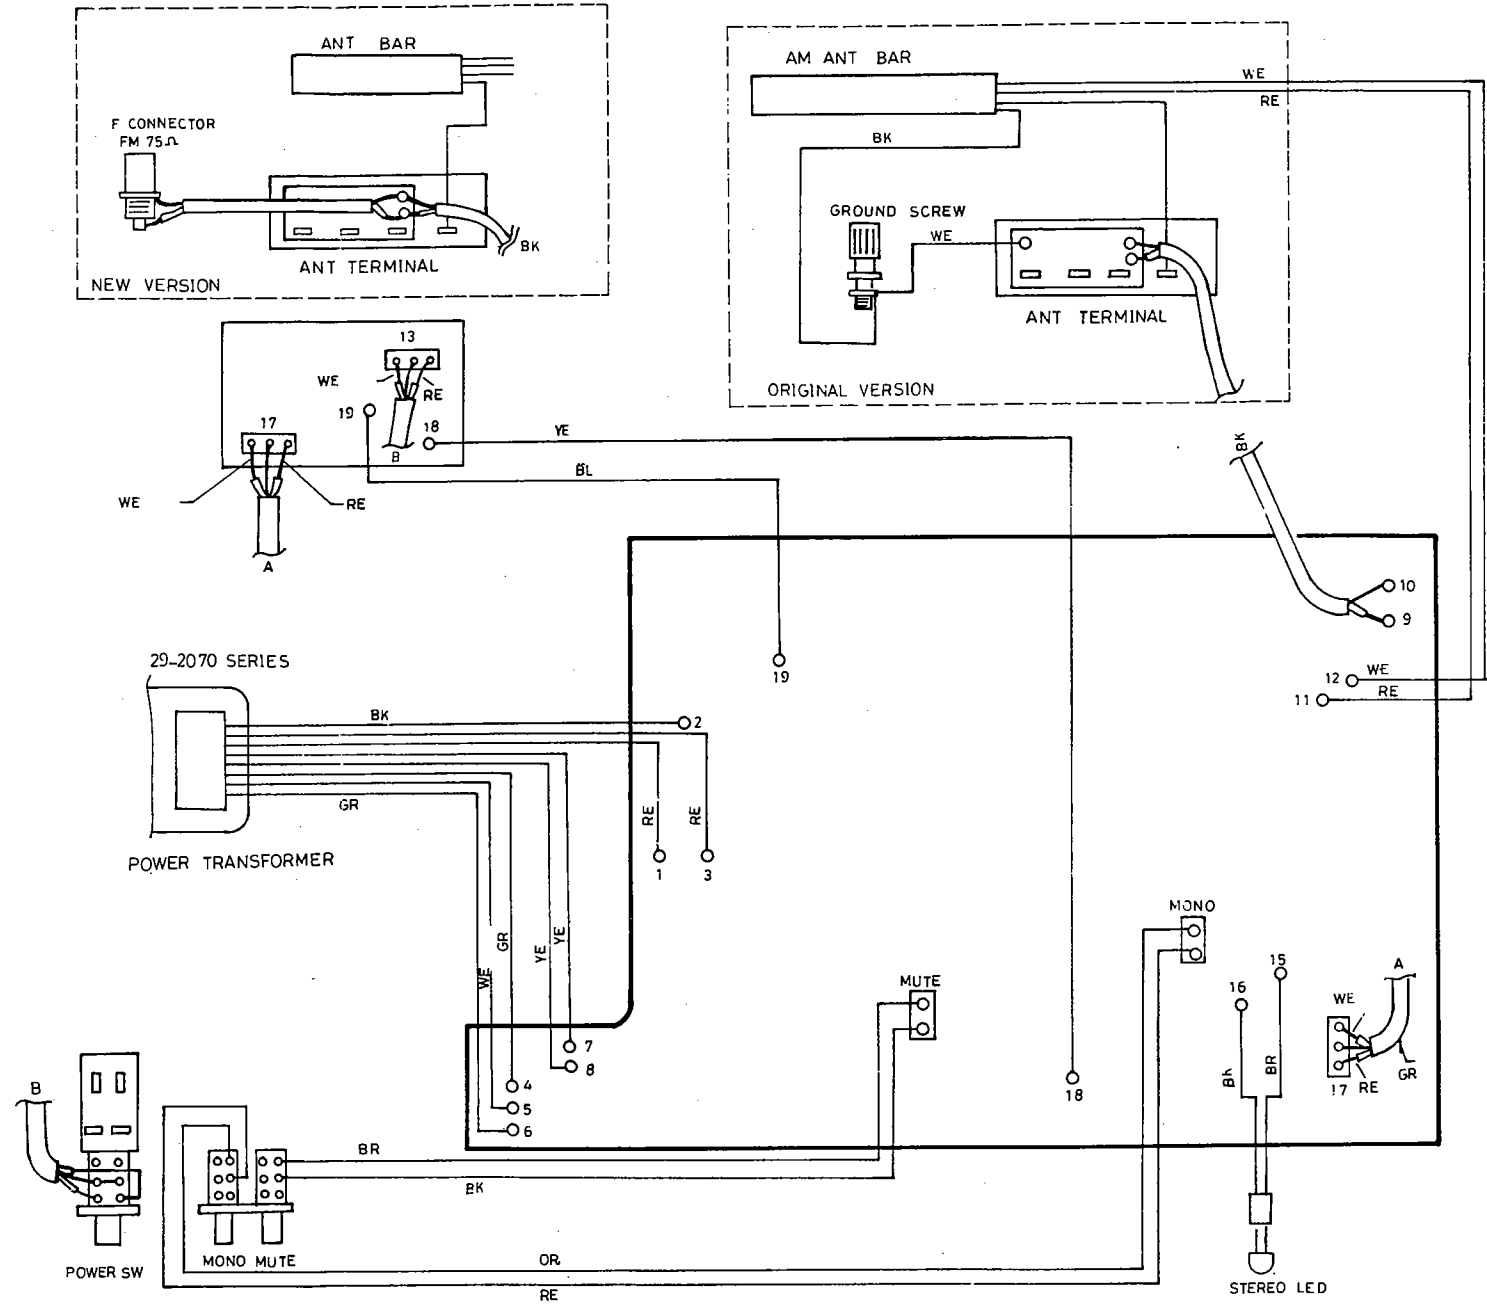 ANT BAR
F CONNECTOR
FM 75Ω
ANT TERMINAL
BK
NEW VERSION
AM ANT BAR
WE
RE
BK
GROUND SCREW
WE
ANT TERMINAL
ORIGINAL VERSION
13
WE
RE
19
18
17
B
WE
RE
A
YE
BL
BK
10
9
12
WE
11
RE
19
29-2070 SERIES
BK
2
GR
RE
RE
POWER TRANSFORMER
1
3
GR
WE
YE
YE
7
8
4
5
6
MUTE
MONO
18
16
15
BK
BR
A
WE
17
RE
GR
B
BR
BK
POWER SW
MONO MUTE
OR
RE
STEREO LED